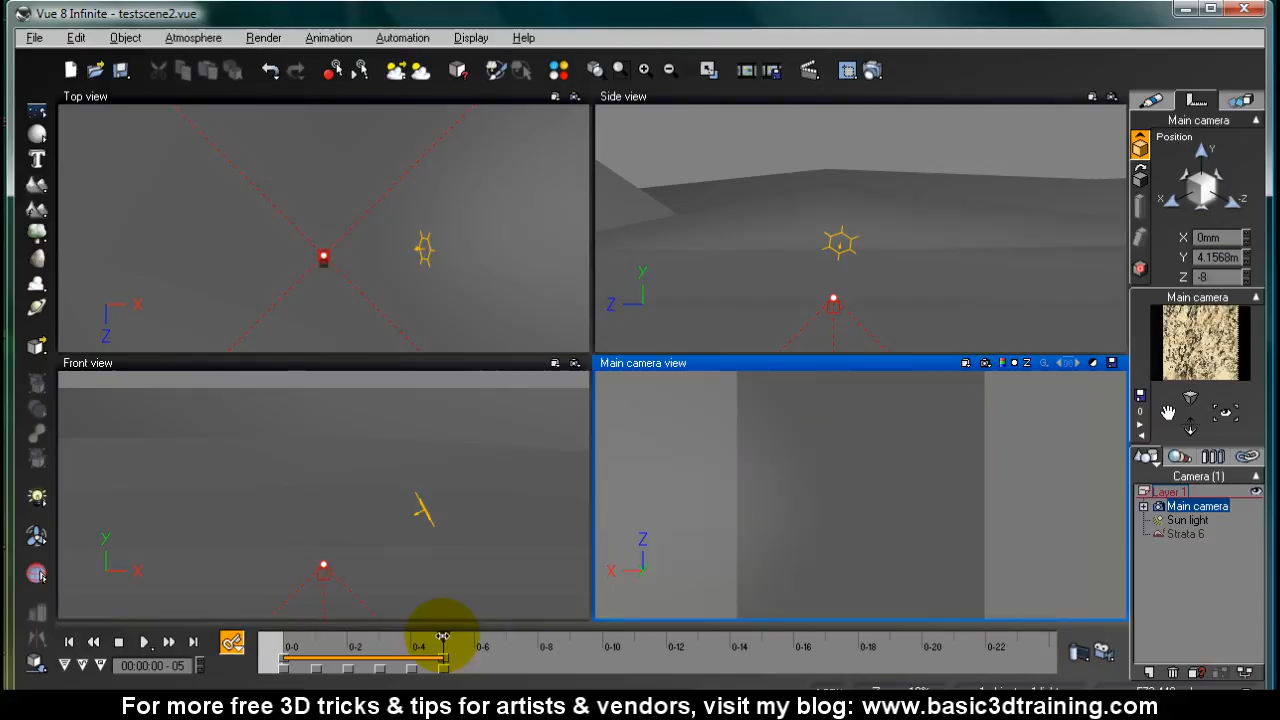 Vue 8 Infinite - testscene2.vue
File Edit Object Atmosphere Render Animation Automation Display Help
Top view
Side view
Main camera
Position
Y
X
-Z
X 0mm
Y 4.1568m
Z -8
X
Z
y
Z
Front view
Main camera view
Main camera
0
Camera (1)
Layer 1
Main camera
Sun light
Strata 6
y
X
Z
X
0-0 0-2 0-4 0-6 0-8 0-10 0-12 0-14 0-16 0-18 0-20 0-22
00:00:00 - 05
For more free 3D tricks & tips for artists & vendors, visit my blog: www.basic3dtraining.com